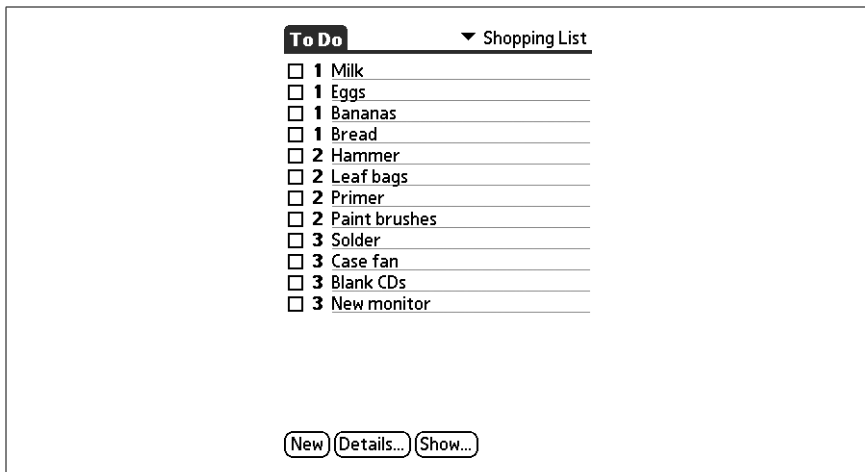 To Do Shopping List
1 Milk
1 Eggs
1 Bananas
1 Bread
2 Hammer
2 Leaf bags
2 Primer
2 Paint brushes
3 Solder
3 Case fan
3 Blank CDs
3 New monitor
New Details... Show...